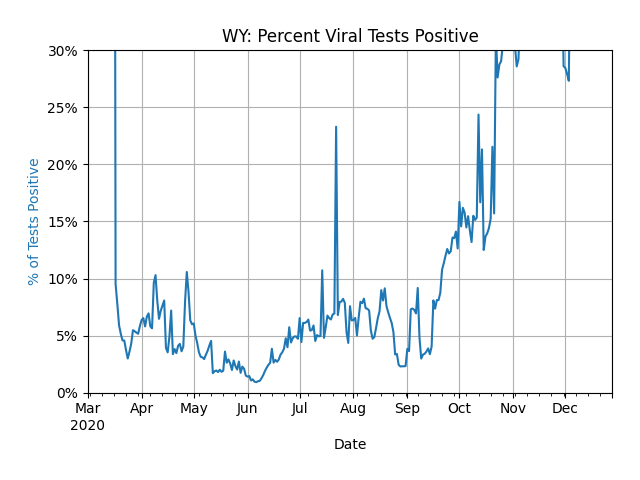 WY: Percent Viral Tests Positive
% of Tests Positive
30%
25%
20%
15%
10%
5%
0%
Mar Apr May Jun Jul Aug Sep Oct Nov Dec
2020
Date